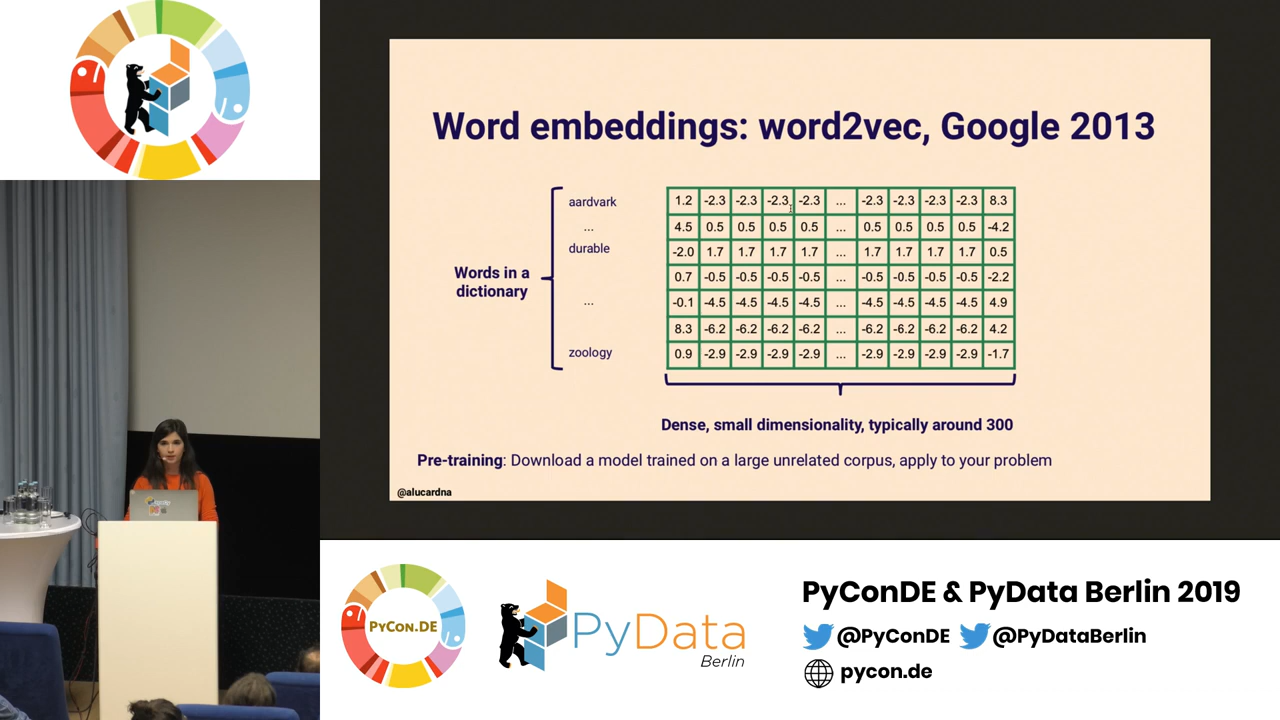 Word embeddings: word2vec, Google 2013
aardvark
...
durable
...
zoology
Words in a
dictionary
1.2 -2.3 -2.3 -2.3 -2.3 ... -2.3 -2.3 -2.3 -2.3 8.3
4.5 0.5 0.5 0.5 0.5 ... 0.5 0.5 0.5 0.5 -4.2
-2.0 1.7 1.7 1.7 1.7 ... 1.7 1.7 1.7 1.7 0.5
0.7 -0.5 -0.5 -0.5 -0.5 ... -0.5 -0.5 -0.5 -0.5 -2.2
-0.1 -4.5 -4.5 -4.5 -4.5 ... -4.5 -4.5 -4.5 -4.5 4.9
8.3 -6.2 -6.2 -6.2 -6.2 ... -6.2 -6.2 -6.2 -6.2 4.2
0.9 -2.9 -2.9 -2.9 -2.9 ... -2.9 -2.9 -2.9 -2.9 -1.7
Dense, small dimensionality, typically around 300
Pre-training: Download a model trained on a large unrelated corpus, apply to your problem
@alucardna
PYCON.DE
PyData
Berlin
PyConDE & PyData Berlin 2019
@PyConDE @PyDataBerlin
pycon.de